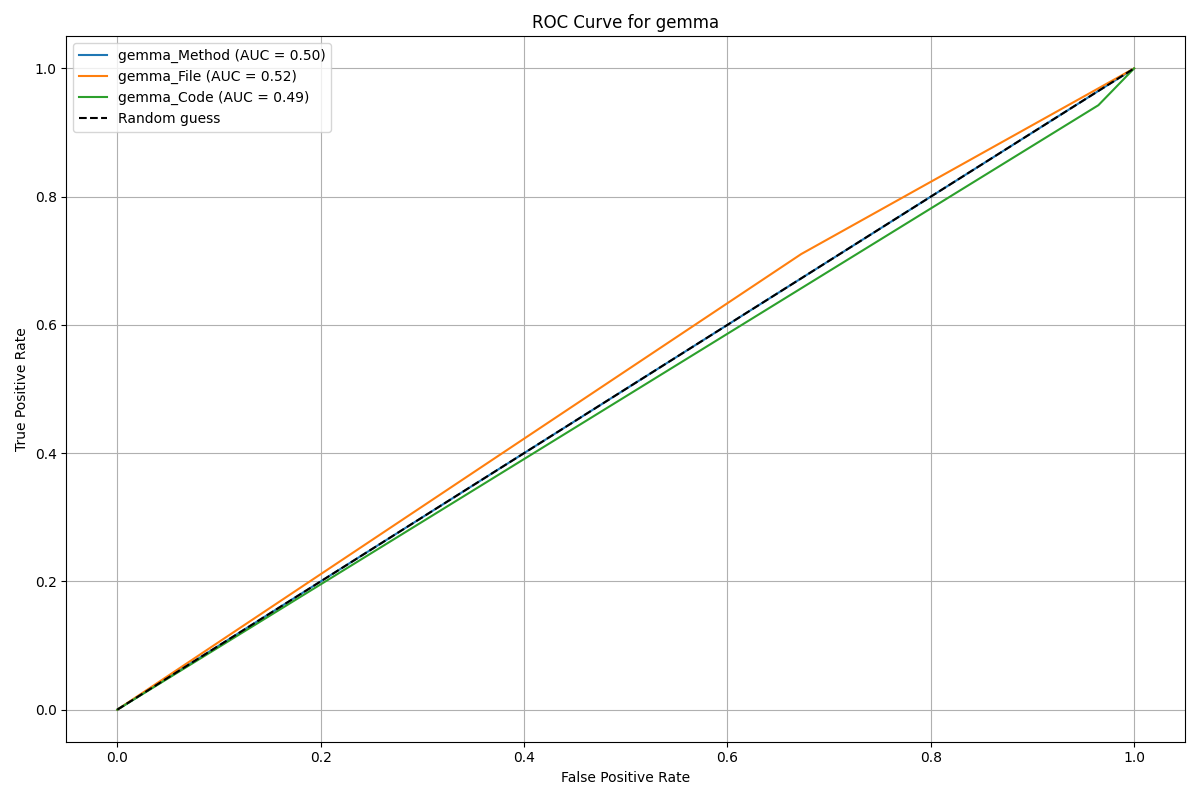 ROC Curve for gemma
gemma_Method (AUC = 0.50)
gemma_File (AUC = 0.52)
gemma_Code (AUC = 0.49)
Random guess
True Positive Rate
1.0
0.8
0.6
0.4
0.2
0.0
0.0 0.2 0.4 0.6 0.8 1.0
False Positive Rate